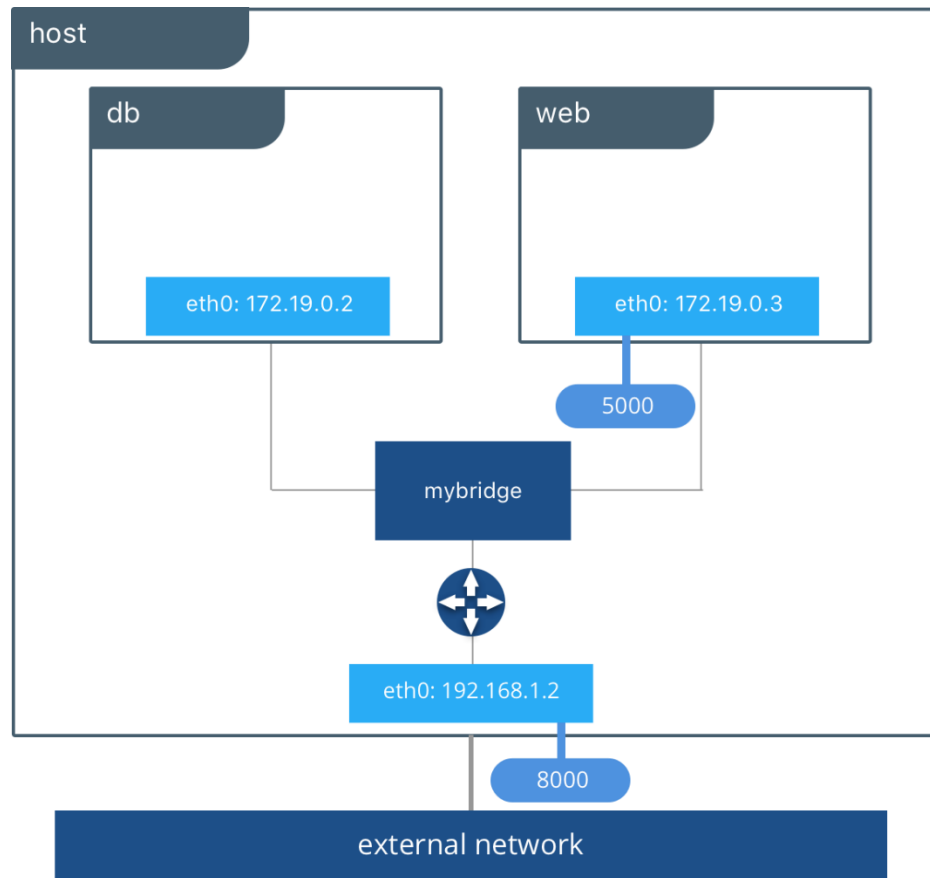 host
db
web
eth0: 172.19.0.2
eth0: 172.19.0.3
5000
mybridge
eth0: 192.168.1.2
8000
external network